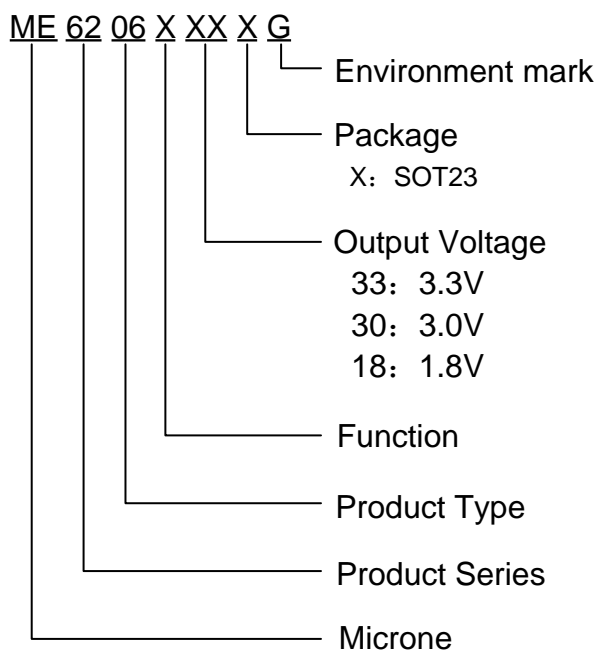 ME 62 06 X XX X G
Environment mark
Package
X：SOT23
Output Voltage
33：3.3V
30：3.0V
18：1.8V
Function
Product Type
Product Series
Microne